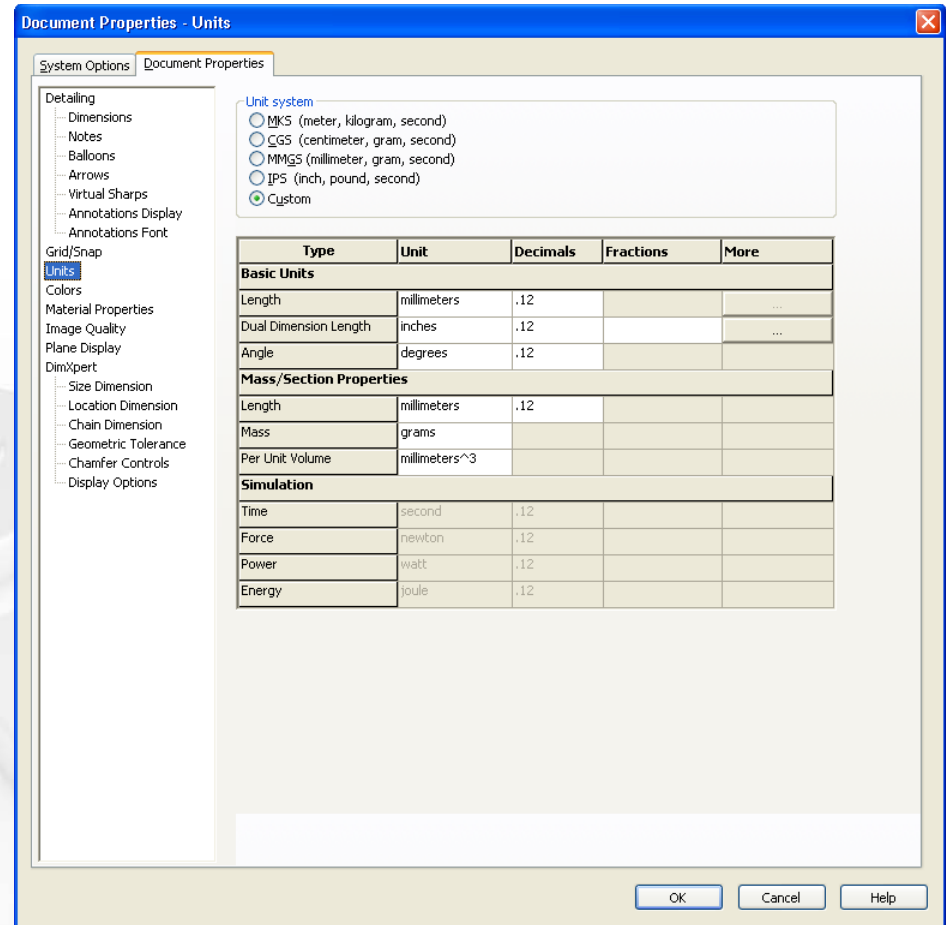 Document Properties - Units
System Options
Document Properties
Detailing
Dimensions
Notes
Balloons
Arrows
Virtual Sharps
Annotations Display
Annotations Font
Grid/Snap
Units
Colors
Material Properties
Image Quality
Plane Display
DimXpert
Size Dimension
Location Dimension
Chain Dimension
Geometric Tolerance
Chamfer Controls
Display Options
Unit system
MKS (meter, kilogram, second)
CGS (centimeter, gram, second)
MMGS (millimeter, gram, second)
IPS (inch, pound, second)
Custom
Type Unit Decimals Fractions More
Basic Units
Length millimeters .12 ...
Dual Dimension Length inches .12 ...
Angle degrees .12
Mass/Section Properties
Length millimeters .12
Mass grams
Per Unit Volume millimeters^3
Simulation
Time second .12
Force newton .12
Power watt .12
Energy joule .12
OK Cancel Help